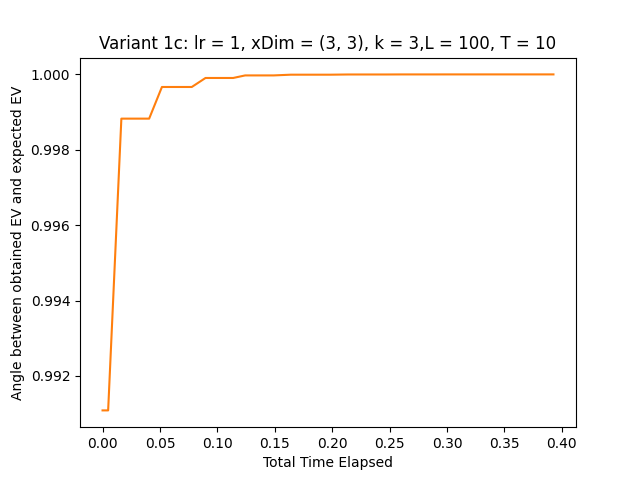 Variant 1c: lr = 1, xDim = (3, 3), k = 3,L = 100, T = 10
Angle between obtained EV and expected EV
1.000
0.998
0.996
0.994
0.992
0.00 0.05 0.10 0.15 0.20 0.25 0.30 0.35 0.40
Total Time Elapsed